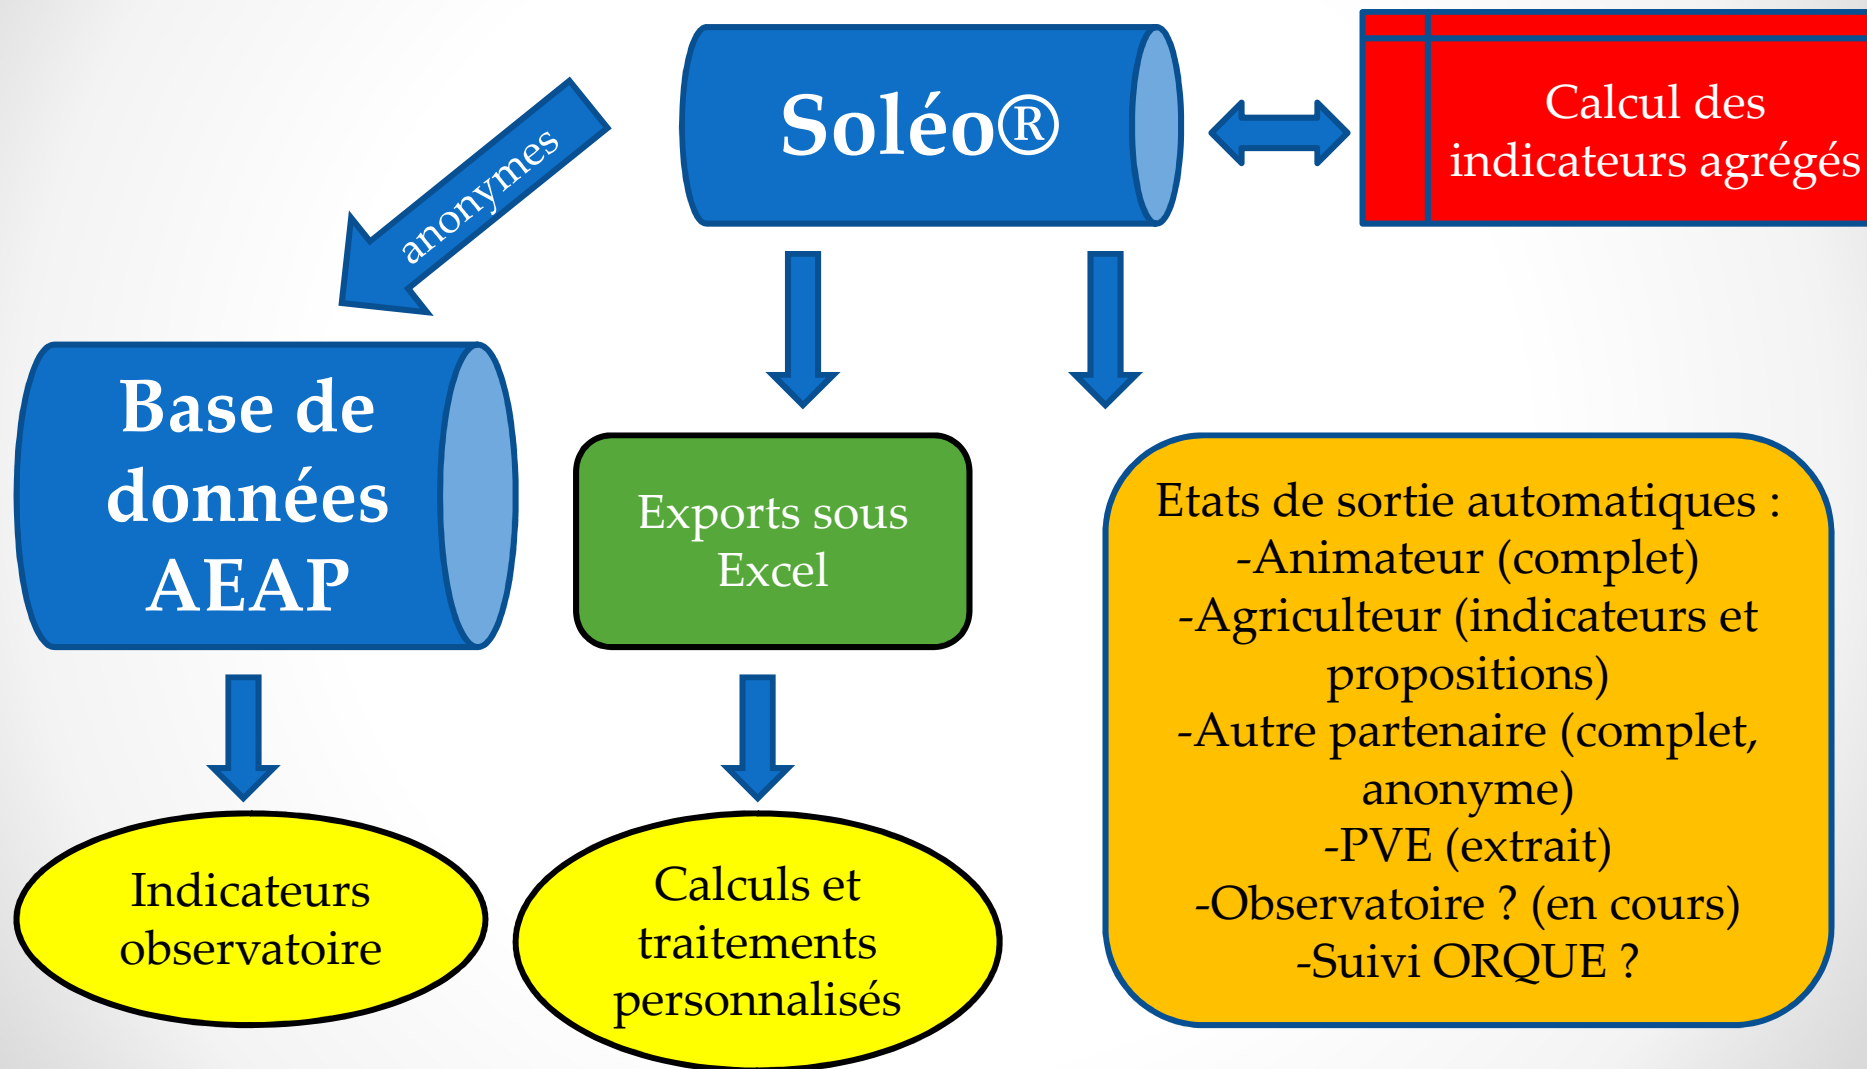 Soléo®
Calcul des
indicateurs agrégés
anonymes
Base de
données
AEAP
Exports sous
Excel
Etats de sortie automatiques :
-Animateur (complet)
-Agriculteur (indicateurs et
propositions)
-Autre partenaire (complet,
anonyme)
-PVE (extrait)
-Observatoire ? (en cours)
-Suivi ORQUE ?
Indicateurs
observatoire
Calculs et
traitements
personnalisés